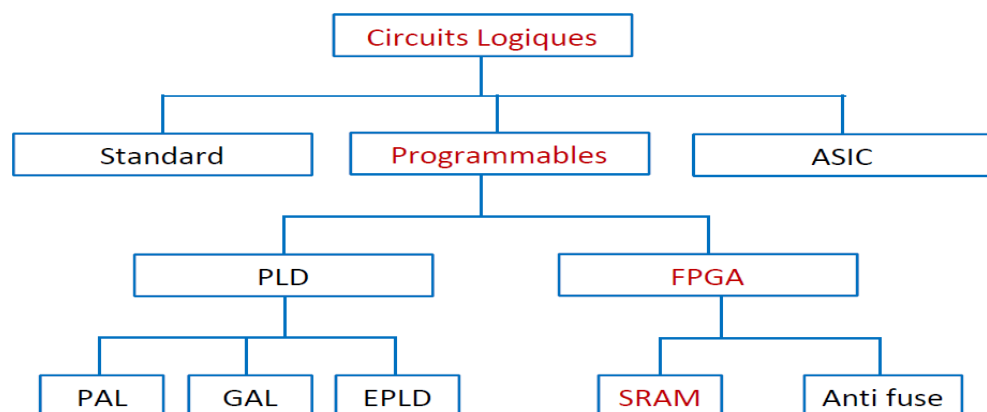 Circuits Logiques
Standard
Programmables
ASIC
PLD
FPGA
PAL
GAL
EPLD
SRAM
Anti fuse